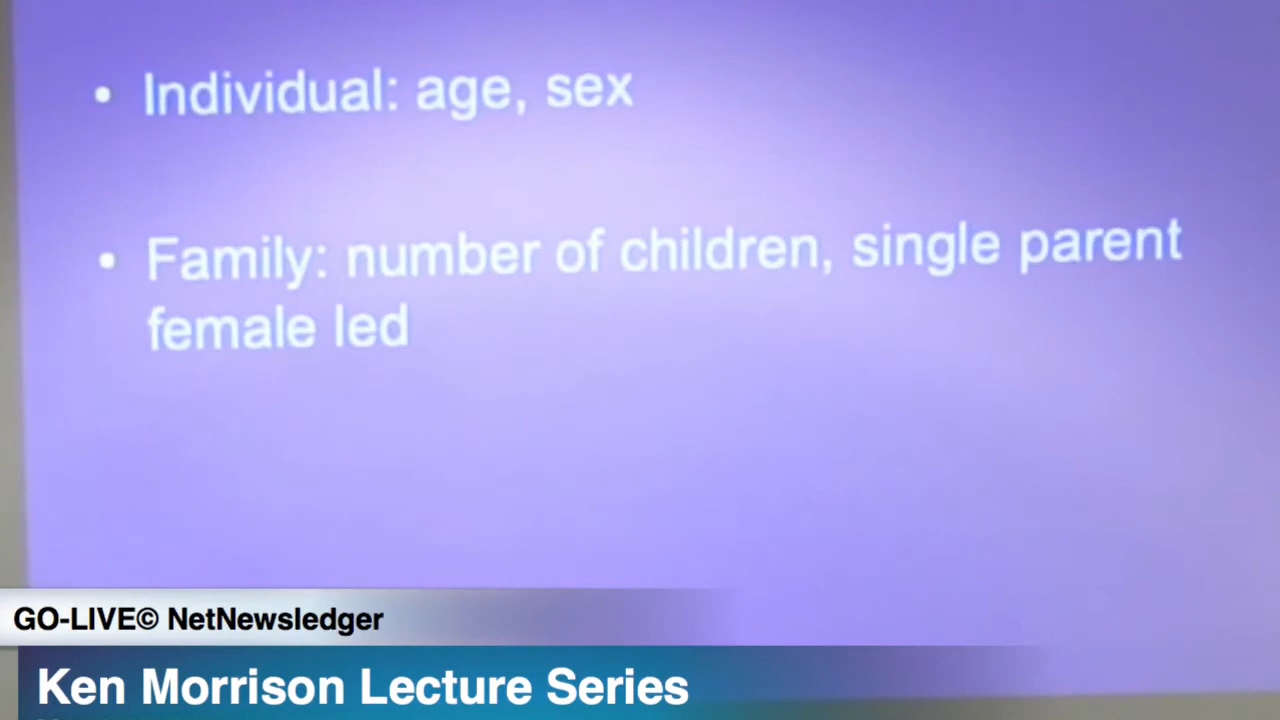 • Individual: age, sex
• Family: number of children, single parent
female led
GO-LIVE© NetNewsledger
Ken Morrison Lecture Series